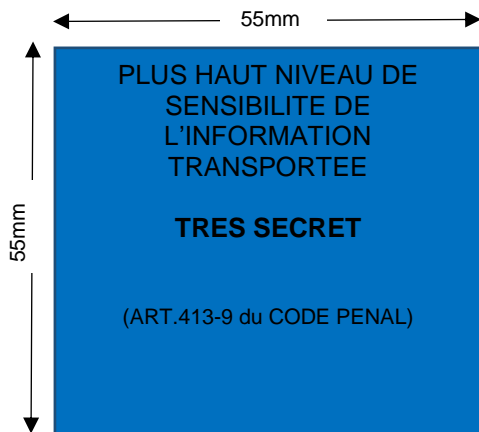 55mm
PLUS HAUT NIVEAU DE
SENSIBILITE DE
L'INFORMATION
TRANSPORTEE
TRES SECRET
55mm
(ART.413-9 du CODE PENAL)